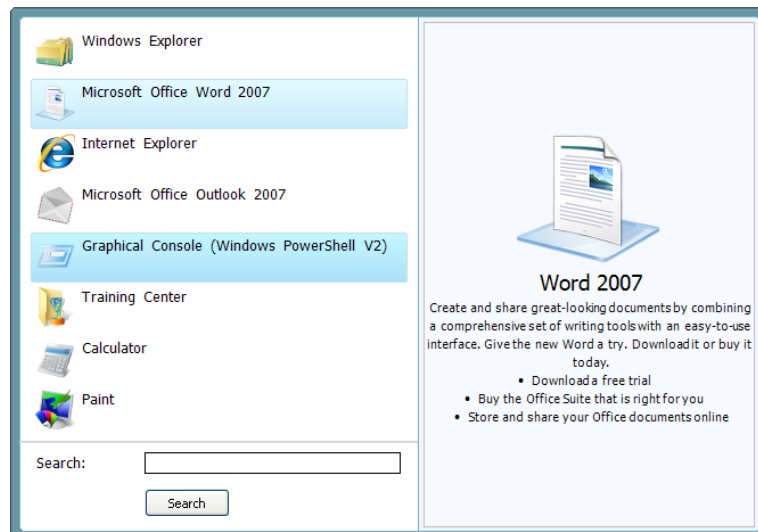 Windows Explorer
Microsoft Office Word 2007
Internet Explorer
Microsoft Office Outlook 2007
Graphical Console (Windows PowerShell V2)
Training Center
Calculator
Paint
Search:
Search
Word 2007
Create and share great-looking documents by combining
a comprehensive set of writing tools with an easy-to-use
interface. Give the new Word a try. Download it or buy it
today.
• Download a free trial
• Buy the Office Suite that is right for you
• Store and share your Office documents online